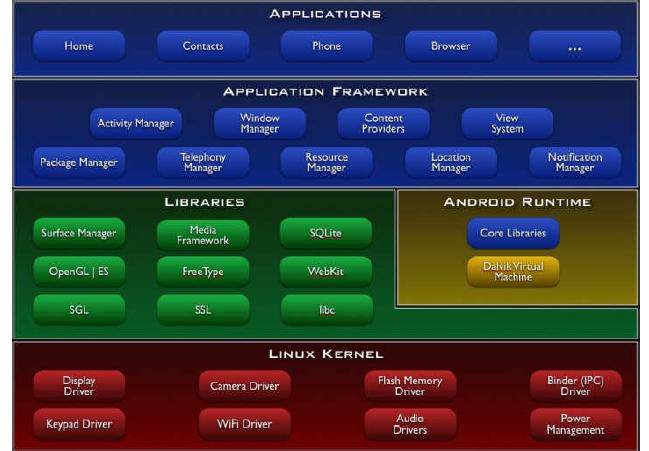 APPLICATIONS
Home
Contacts
Phone
Browser
...
APPLICATION FRAMEWORK
Activity Manager
Window
Manager
Content
Providers
View
System
Package Manager
Telephony
Manager
Resource
Manager
Location
Manager
Notification
Manager
LIBRARIES
Surface Manager
Media
Framework
SQLite
OpenGL | ES
FreeType
WebKit
SGL
SSL
libc
ANDROID RUNTIME
Core Libraries
Dalvik Virtual
Machine
LINUX KERNEL
Display
Driver
Camera Driver
Flash Memory
Driver
Binder (IPC)
Driver
Keypad Driver
WiFi Driver
Audio
Drivers
Power
Management